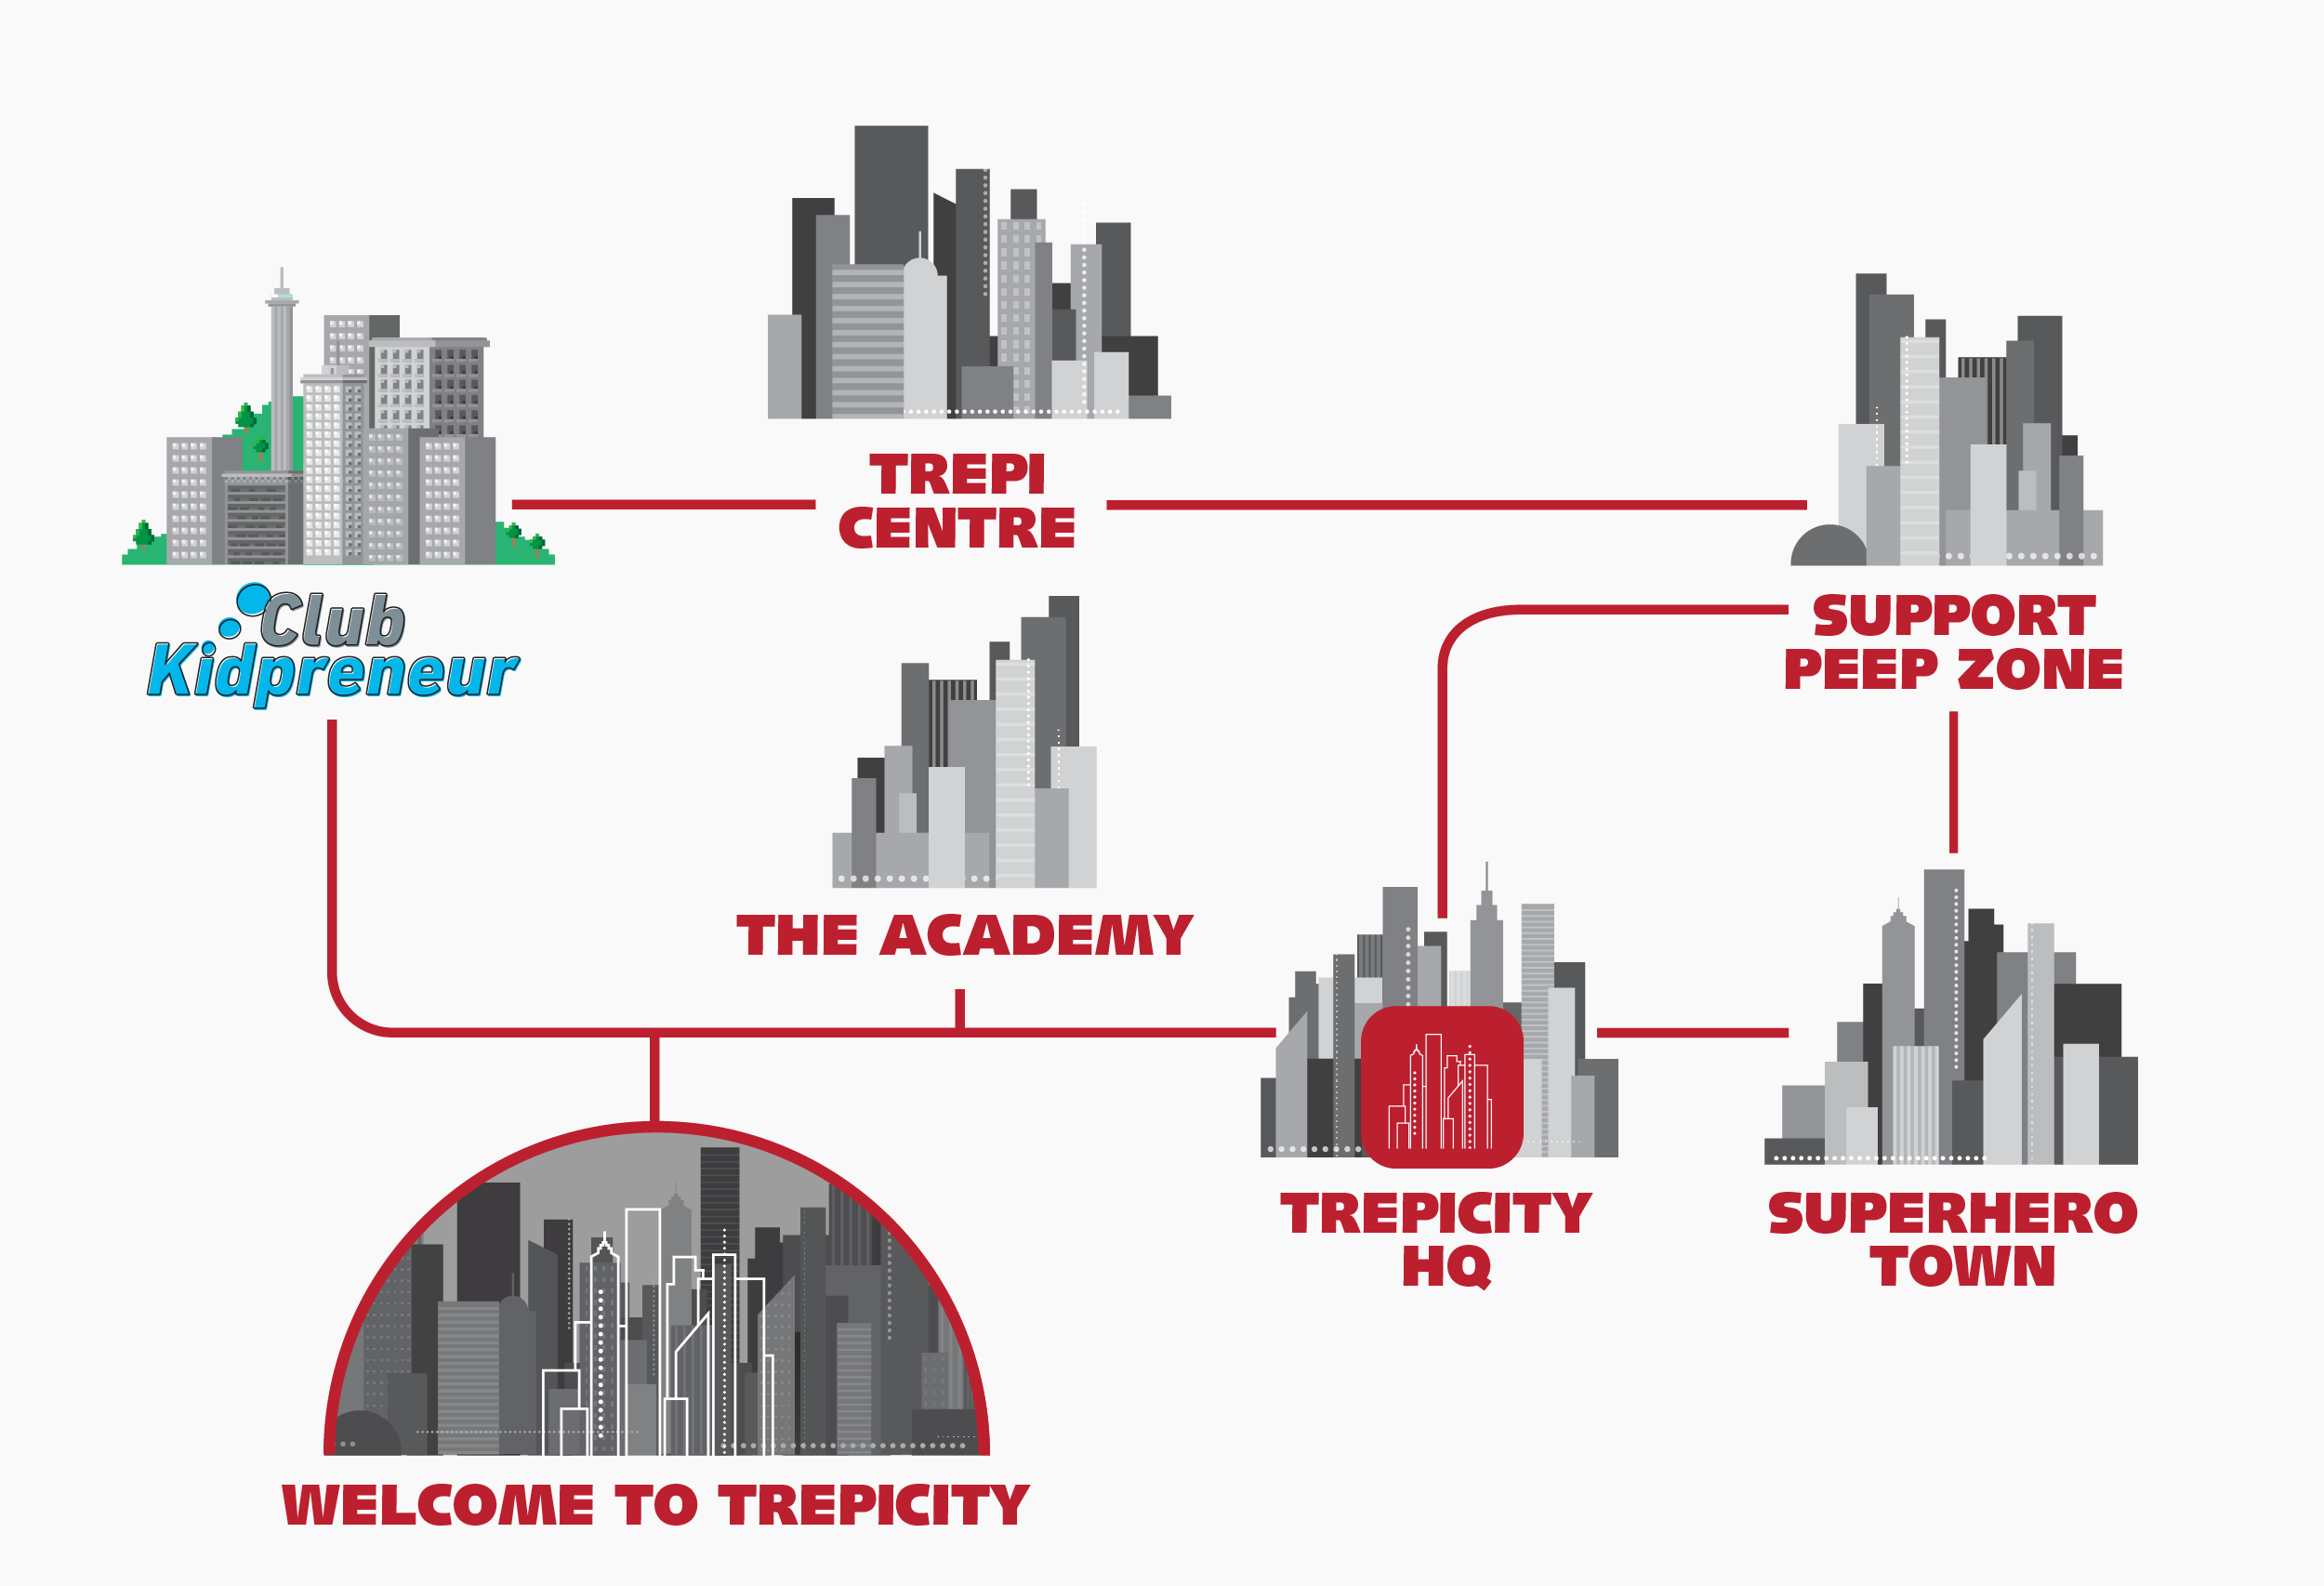 TREPI
CENTRE
Club
Kidpreneur
SUPPORT
PEEP ZONE
THE ACADEMY
TREPICITY
HQ
SUPERHERO
TOWN
WELCOME TO TREPICITY